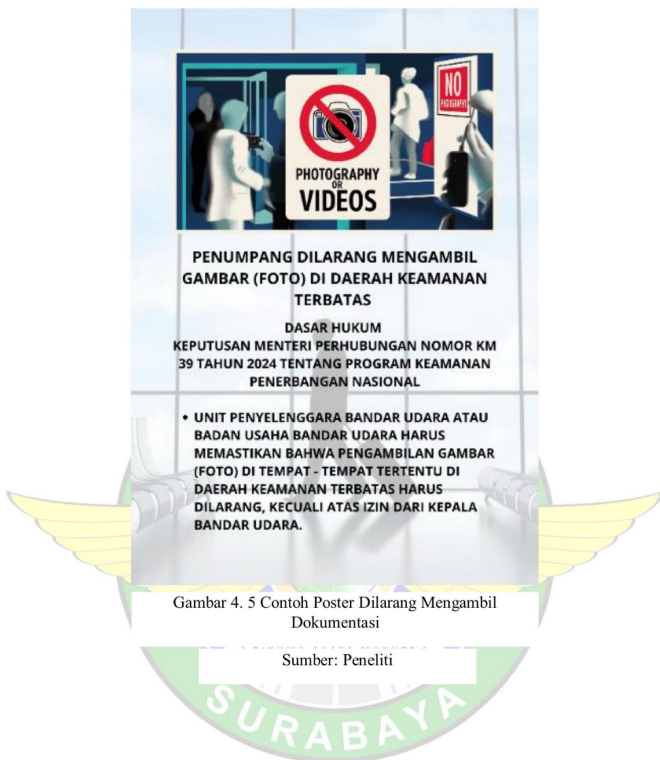 NO
PHOTOGRAPHY
PHOTOGRAPHY
OR
VIDEOS
PENUMPANG DILARANG MENGAMBIL
GAMBAR (FOTO) DI DAERAH KEAMANAN
TERBATAS
DASAR HUKUM
KEPUTUSAN MENTERI PERHUBUNGAN NOMOR KM
39 TAHUN 2024 TENTANG PROGRAM KEAMANAN
PENERBANGAN NASIONAL
• UNIT PENYELENGGARA BANDAR UDARA ATAU
BADAN USAHA BANDAR UDARA HARUS
MEMASTIKAN BAHWA PENGAMBILAN GAMBAR
(FOTO) DI TEMPAT - TEMPAT TERTENTU DI
DAERAH KEAMANAN TERBATAS HARUS
DILARANG, KECUALI ATAS IZIN DARI KEPALA
BANDAR UDARA.
Gambar 4. 5 Contoh Poster Dilarang Mengambil
Dokumentasi
Sumber: Peneliti
SURABAYA